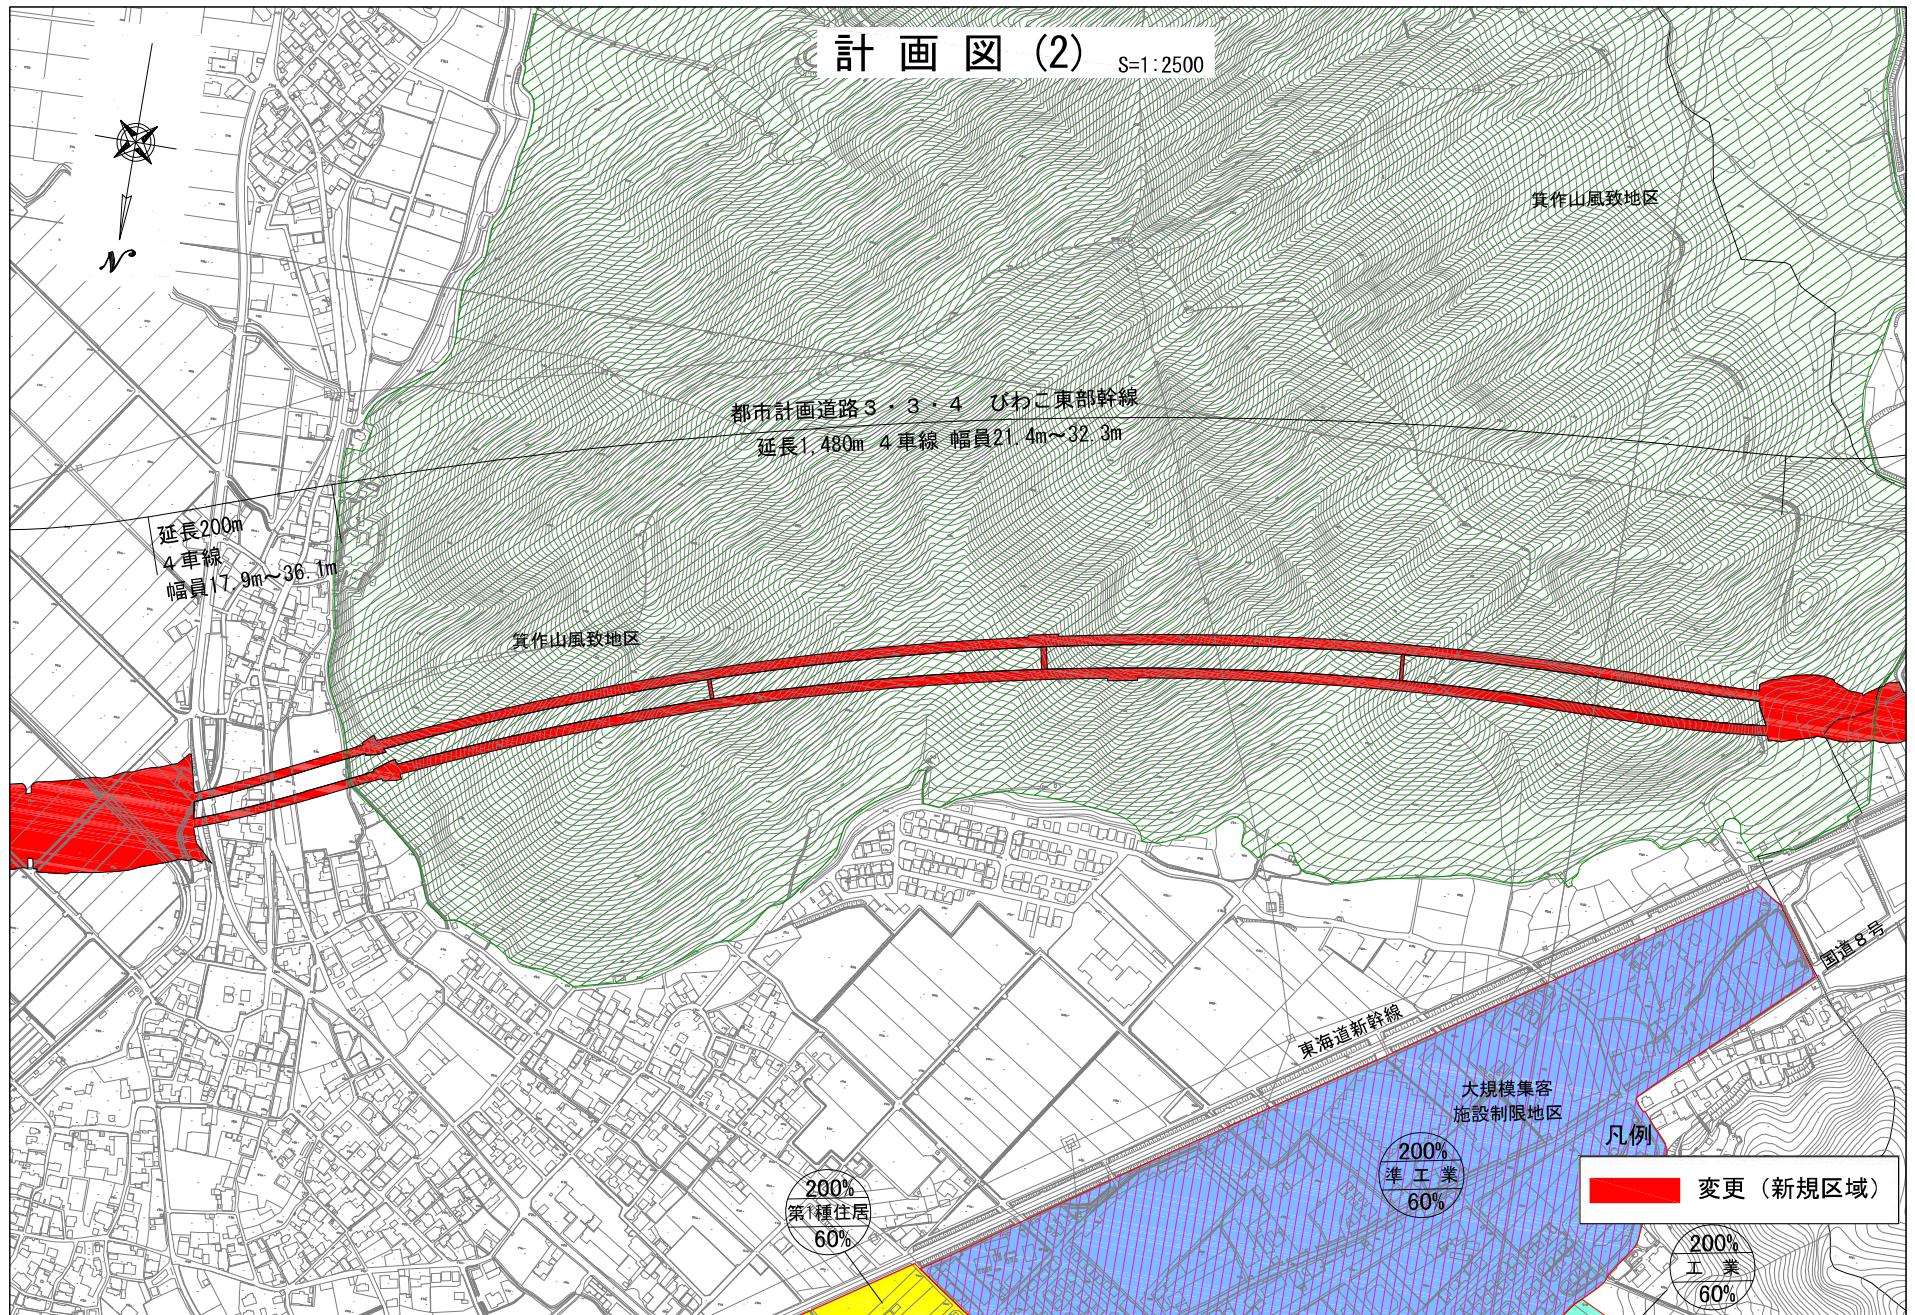 計画図(2) S=1:2500
N
箕作山風致地区
都市計画道路3・3・4 びわこ東部幹線
延長1,480m 4車線 幅員21.4m~32.3m
延長200m
4車線
幅員17.9m~36.1m
箕作山風致地区
国道8号
東海道新幹線
大規模集客
施設制限地区
凡例
変更(新規区域)
200%
準工業
60%
200%
第1種住居
60%
200%
工業
60%